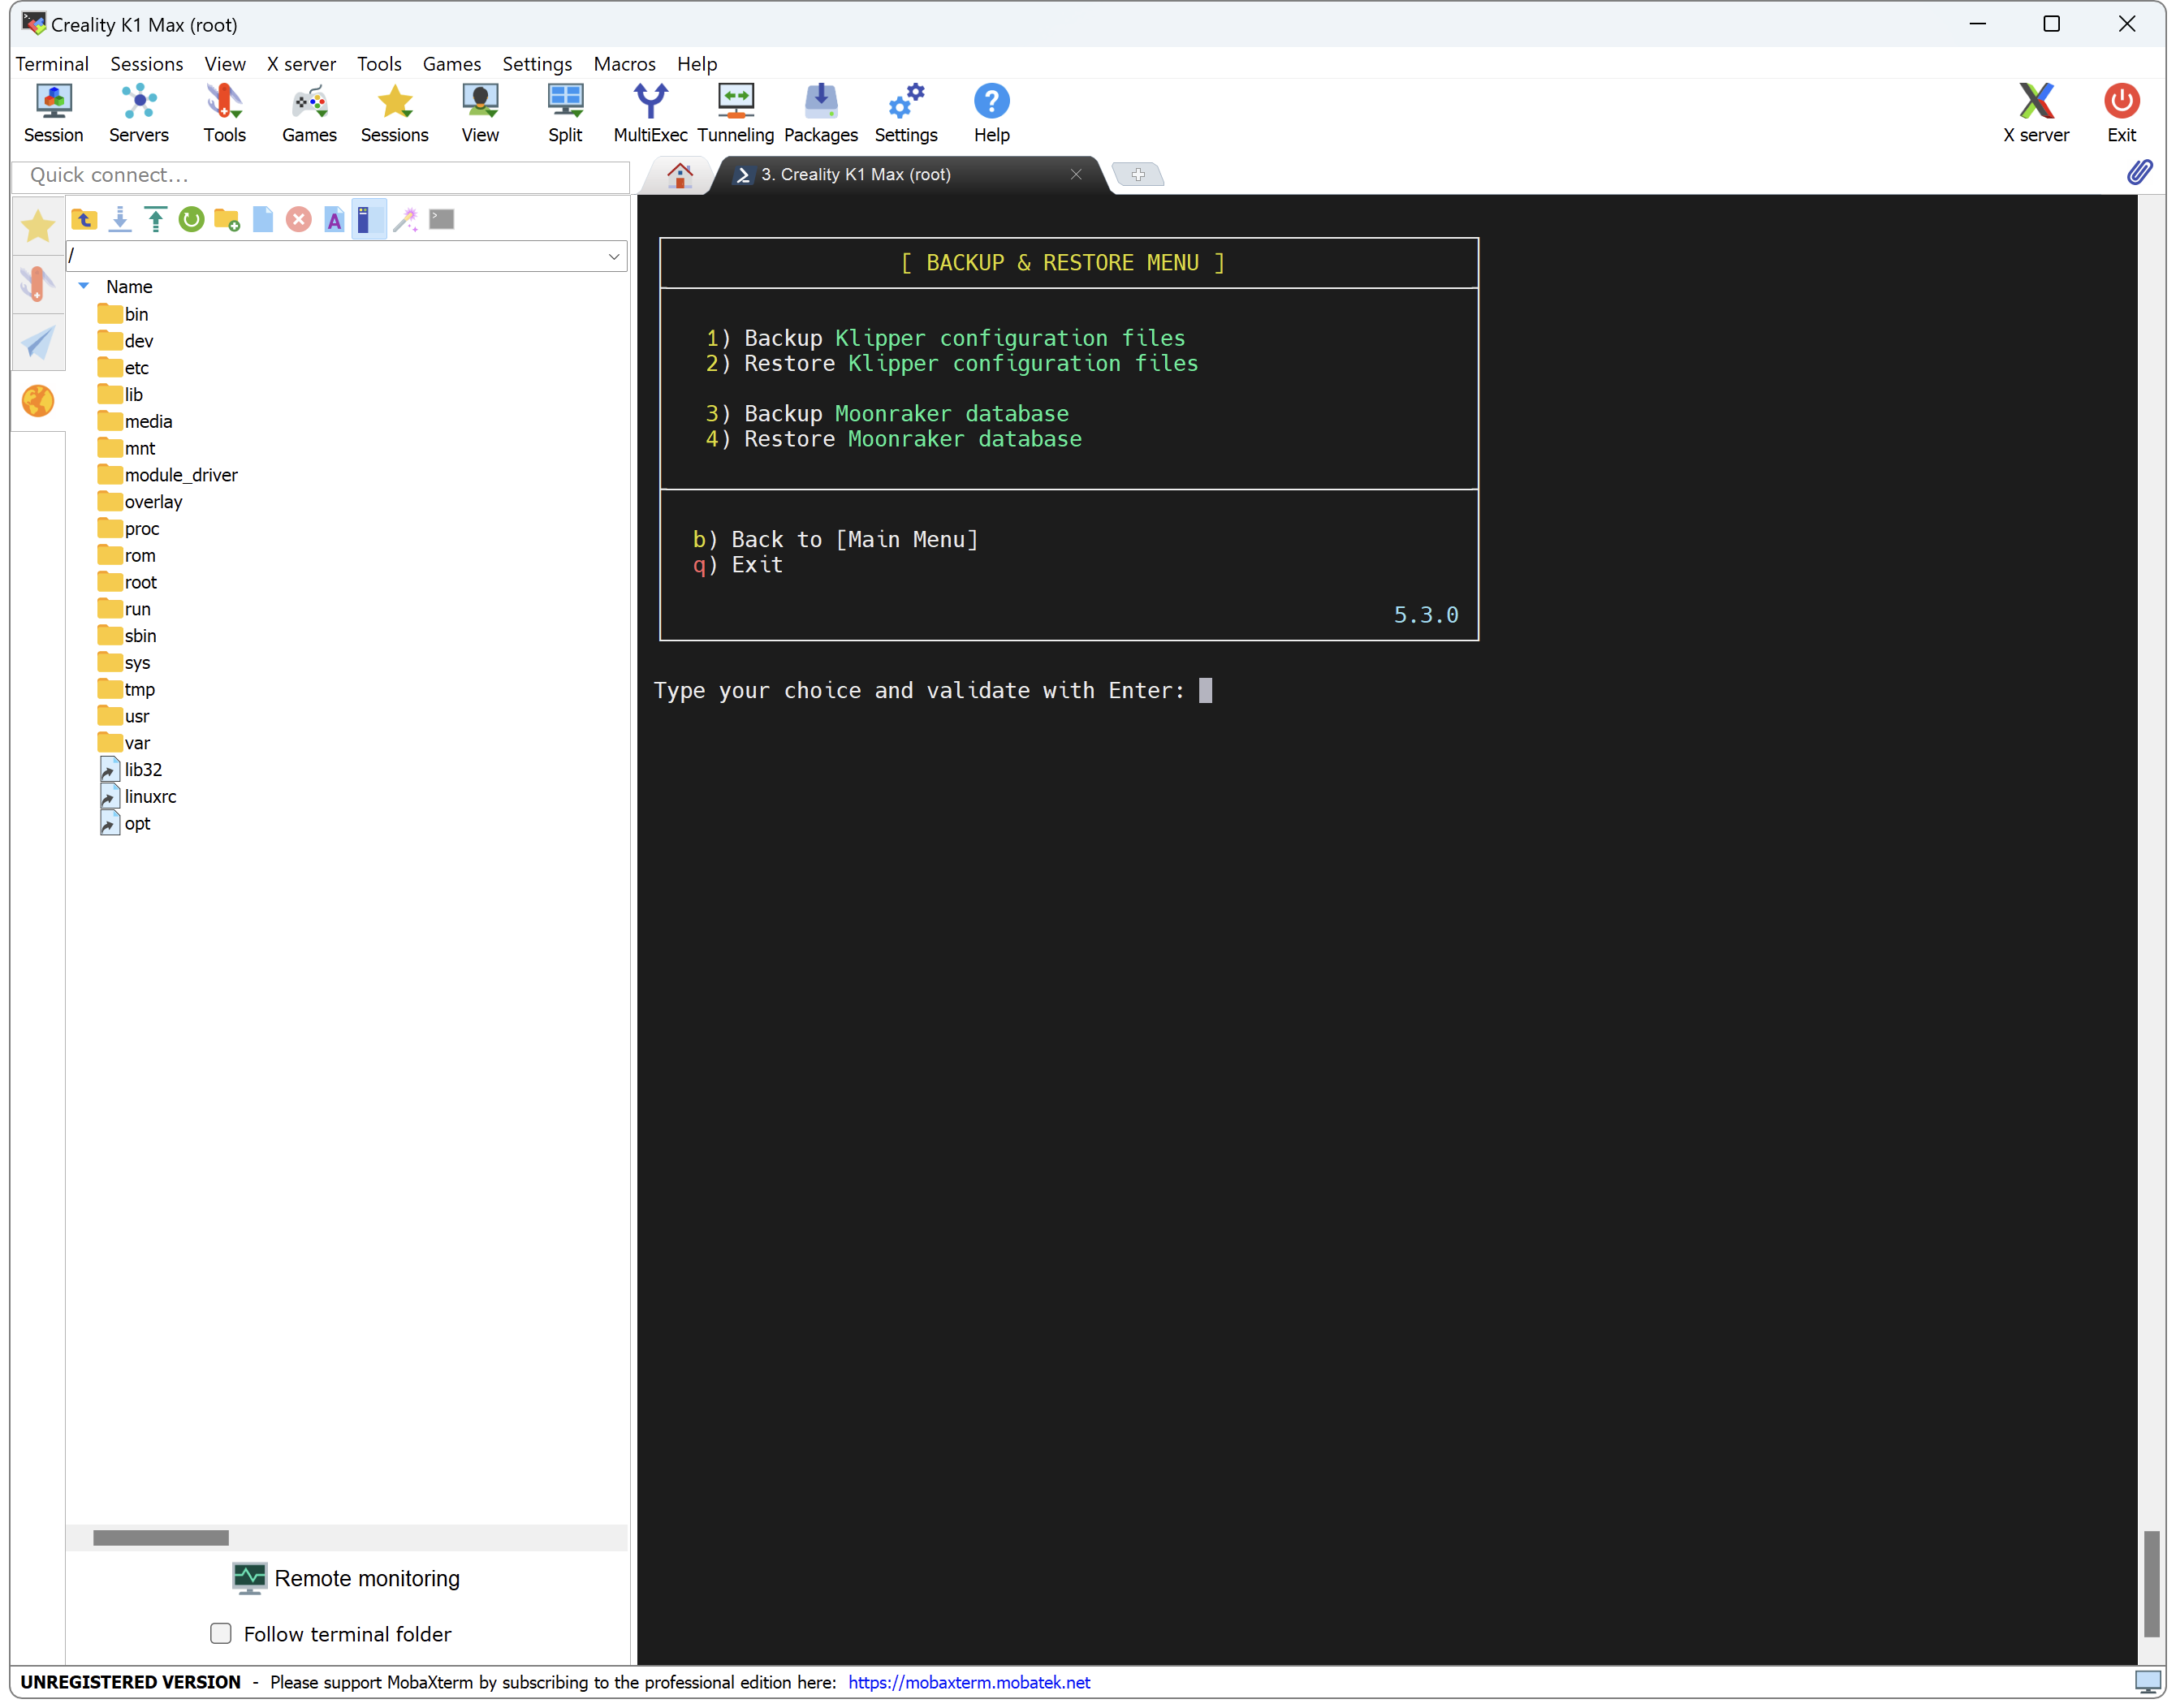 Creality K1 Max (root)
Terminal Sessions View X server Tools Games Settings Macros Help
Session Servers Tools Games Sessions View Split MultiExec Tunneling Packages Settings Help X server Exit
Quick connect...
3. Creality K1 Max (root)
/
Name
bin
dev
etc
lib
media
mnt
module_driver
overlay
proc
rom
root
run
sbin
sys
tmp
usr
var
lib32
linuxrc
opt
[ BACKUP & RESTORE MENU ]
1) Backup Klipper configuration files
2) Restore Klipper configuration files
3) Backup Moonraker database
4) Restore Moonraker database
b) Back to [Main Menu]
q) Exit
5.3.0
Type your choice and validate with Enter:
Remote monitoring
Follow terminal folder
UNREGISTERED VERSION - Please support MobaXterm by subscribing to the professional edition here: https://mobaxterm.mobatek.net